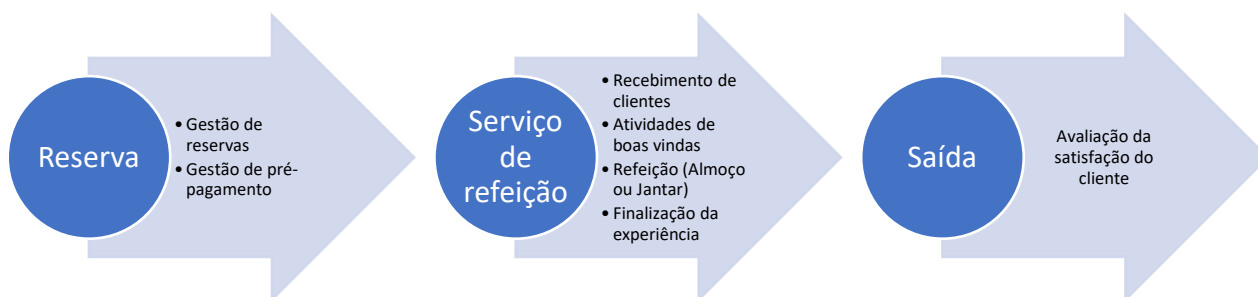 Reserva
• Gestão de
reservas
• Gestão de pré-
pagamento
Serviço
de
refeição
• Recebimento de
clientes
• Atividades de
boas vindas
• Refeição (Almoço
ou Jantar)
• Finalização da
experiência
Saída
Avaliação da
satisfação do
cliente